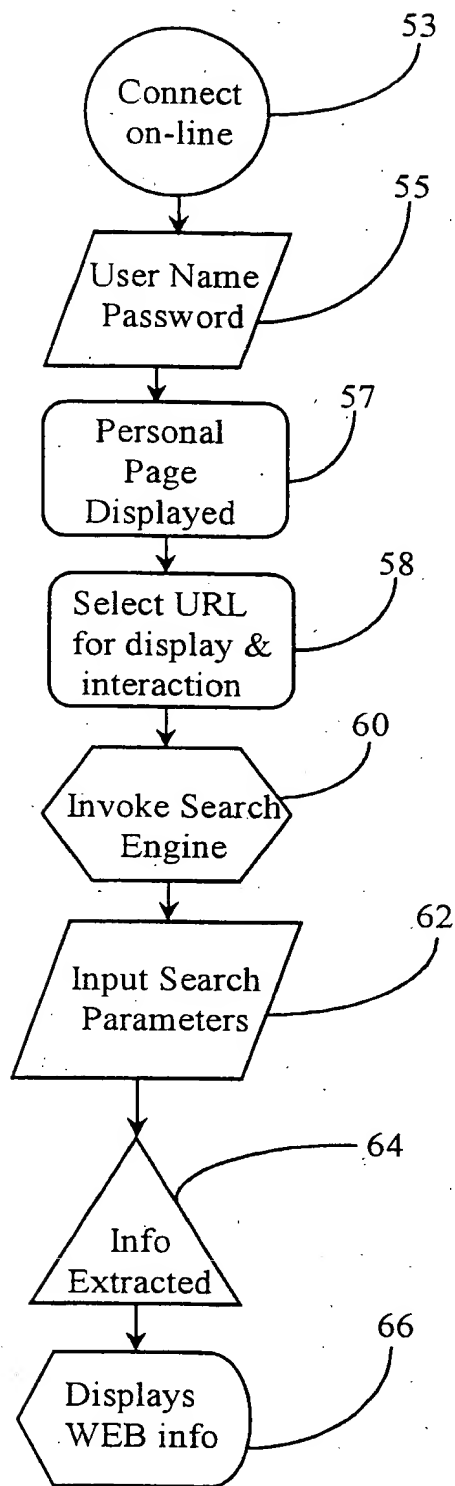 53
Connect
on-line
55
User Name
Password
57
Personal
Page
Displayed
58
Select URL
for display &
interaction
60
Invoke Search
Engine
62
Input Search
Parameters
64
Info
Extracted
66
Displays
WEB info